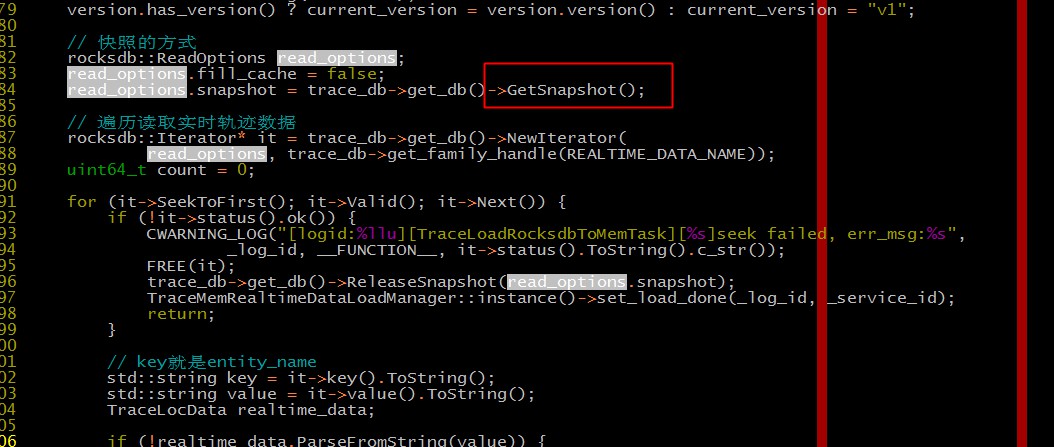 79 version.has_version() ? current_version = version.version() : current_version = "v1";
80
81 // 快照的方式
82 rocksdb::ReadOptions read_options;
83 read_options.fill_cache = false;
84 read_options.snapshot = trace_db->get_db()->GetSnapshot();
85
86 // 遍历读取实时轨迹数据
87 rocksdb::Iterator* it = trace_db->get_db()->NewIterator(
88 read_options, trace_db->get_family_handle(REALTIME_DATA_NAME));
89 uint64_t count = 0;
90
91 for (it->SeekToFirst(); it->Valid(); it->Next()) {
92 if (!it->status().ok()) {
93 CWARNING_LOG("[logid:%llu][TraceLoadRocksdbToMemTask][%s]seek failed, err_msg:%s",
94 _log_id, __FUNCTION__, it->status().ToString().c_str());
95 FREE(it);
96 trace_db->get_db()->ReleaseSnapshot(read_options.snapshot);
97 TraceMemRealtimeDataLoadManager::instance()->set_load_done(_log_id, _service_id);
98 return;
99 }
00
01 // key就是entity_name
02 std::string key = it->key().ToString();
03 std::string value = it->value().ToString();
04 TraceLocData realtime_data;
05
06 if (!realtime_data.ParseFromString(value)) {